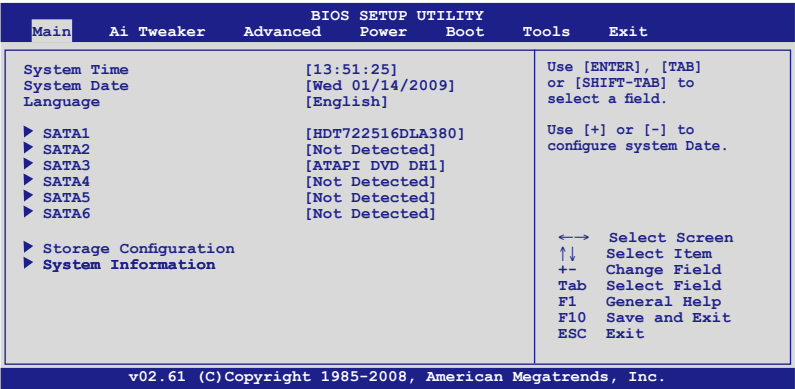 BIOS SETUP UTILITY
Main Ai Tweaker Advanced Power Boot Tools Exit
System Time [13:51:25]
System Date [Wed 01/14/2009]
Language [English]
SATA1 [HDT722516DLA380]
SATA2 [Not Detected]
SATA3 [ATAPI DVD DH1]
SATA4 [Not Detected]
SATA5 [Not Detected]
SATA6 [Not Detected]
Storage Configuration
System Information
Use [ENTER], [TAB]
or [SHIFT-TAB] to
select a field.
Use [+] or [-] to
configure system Date.
←→ Select Screen
↑↓ Select Item
+- Change Field
Tab Select Field
F1 General Help
F10 Save and Exit
ESC Exit
v02.61 (C)Copyright 1985-2008, American Megatrends, Inc.